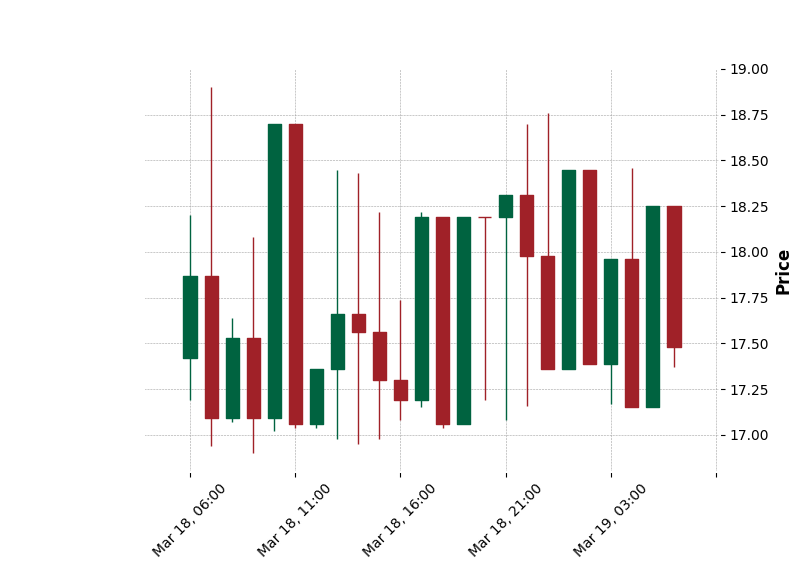 19.00
18.75
18.50
18.25
18.00
17.75
17.50
17.25
17.00
Price
Mar 18, 06:00
Mar 18, 11:00
Mar 18, 16:00
Mar 18, 21:00
Mar 19, 03:00